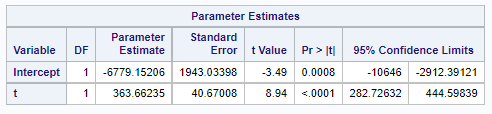 Parameter Estimates
Variable DF Parameter Estimate Standard Error t Value Pr > |t| 95% Confidence Limits
Intercept 1 -6779.15206 1943.03398 -3.49 0.0008 -10646 -2912.39121
t 1 363.66235 40.67008 8.94 <.0001 282.72632 444.59839